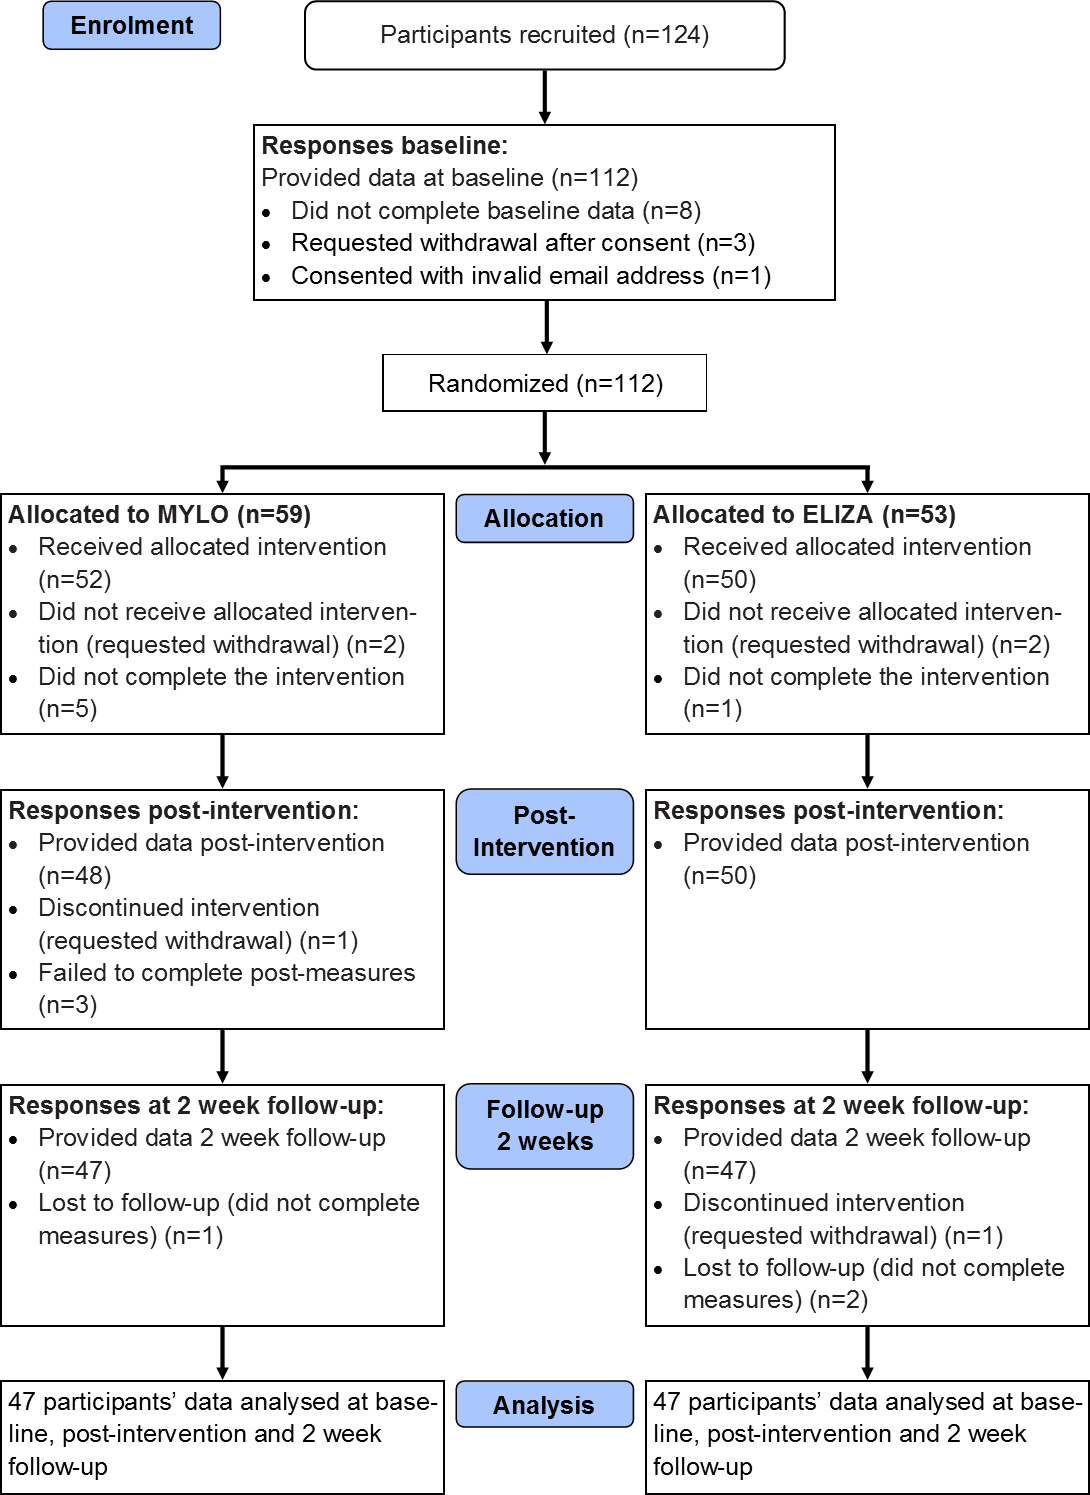 Enrolment
Participants recruited (n=124)
Responses baseline:
Provided data at baseline (n=112)
• Did not complete baseline data (n=8)
• Requested withdrawal after consent (n=3)
• Consented with invalid email address (n=1)
Randomized (n=112)
Allocated to MYLO (n=59)
• Received allocated intervention
(n=52)
• Did not receive allocated interven-
tion (requested withdrawal) (n=2)
• Did not complete the intervention
(n=5)
Allocation
Allocated to ELIZA (n=53)
• Received allocated intervention
(n=50)
• Did not receive allocated interven-
tion (requested withdrawal) (n=2)
• Did not complete the intervention
(n=1)
Responses post-intervention:
• Provided data post-intervention
(n=48)
• Discontinued intervention
(requested withdrawal) (n=1)
• Failed to complete post-measures
(n=3)
Post-
Intervention
Responses post-intervention:
• Provided data post-intervention
(n=50)
Responses at 2 week follow-up:
• Provided data 2 week follow-up
(n=47)
• Lost to follow-up (did not complete
measures) (n=1)
Follow-up
2 weeks
Responses at 2 week follow-up:
• Provided data 2 week follow-up
(n=47)
• Discontinued intervention
(requested withdrawal) (n=1)
• Lost to follow-up (did not complete
measures) (n=2)
47 participants’ data analysed at base-
line, post-intervention and 2 week
follow-up
Analysis
47 participants’ data analysed at base-
line, post-intervention and 2 week
follow-up